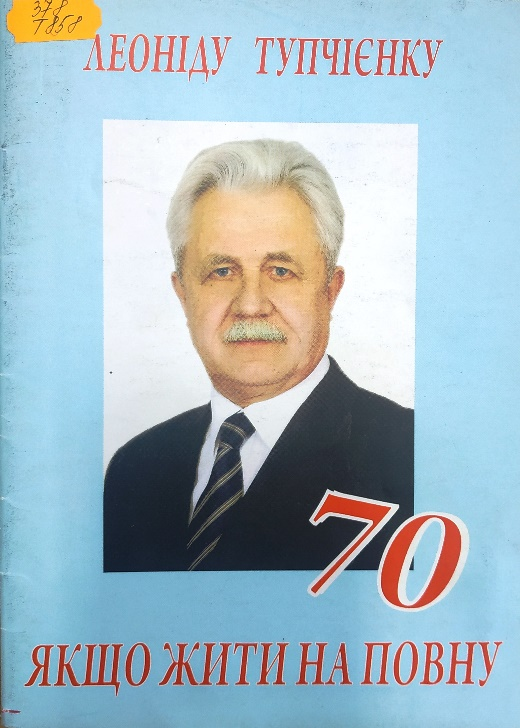 378
Т858
ЛЕОНІДУ ТУПЧІЄНКУ
70
ЯКЩО ЖИТИ НА ПОВНУ